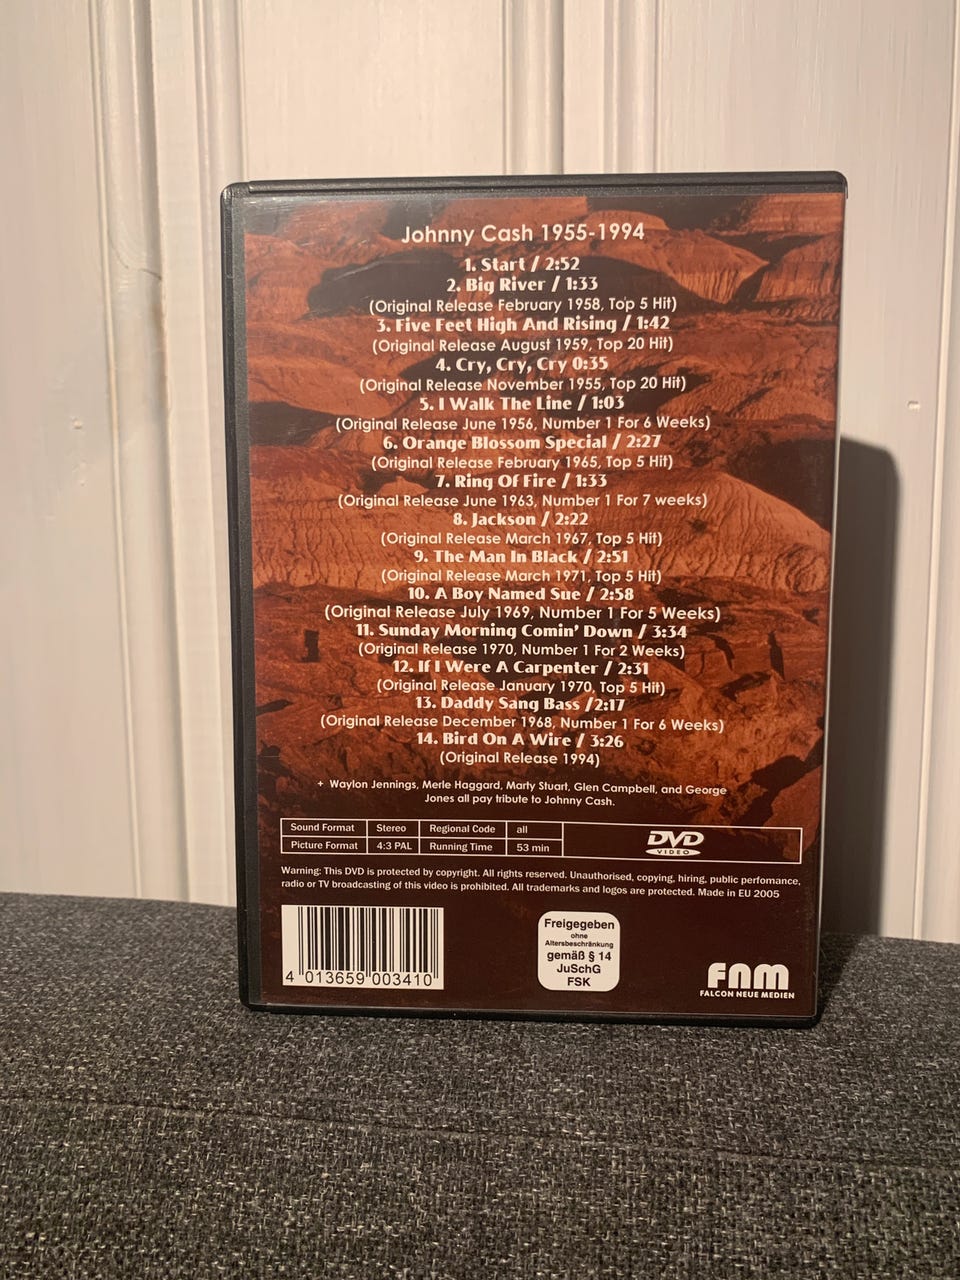 Johnny Cash 1955-1994
1. Start / 2:52
2. Big River / 1:33
(Original Release February 1958, Top 5 Hit)
3. Five Feet High And Rising / 1:42
(Original Release August 1959, Top 20 Hit)
4. Cry, Cry, Cry 0:35
(Original Release November 1955, Top 20 Hit)
5. I Walk The Line / 1:03
(Original Release June 1956, Number 1 For 6 Weeks)
6. Orange Blossom Special / 2:27
(Original Release February 1965, Top 5 Hit)
7. Ring Of Fire / 1:33
(Original Release June 1963, Number 1 For 7 weeks)
8. Jackson / 2:22
(Original Release March 1967, Top 5 Hit)
9. The Man In Black / 2:51
(Original Release March 1971, Top 5 Hit)
10. A Boy Named Sue / 2:58
(Original Release July 1969, Number 1 For 5 Weeks)
11. Sunday Morning Comin' Down / 3:34
(Original Release 1970, Number 1 For 2 Weeks)
12. If I Were A Carpenter / 2:31
(Original Release January 1970, Top 5 Hit)
13. Daddy Sang Bass /2:17
(Original Release December 1968, Number 1 For 6 Weeks)
14. Bird On A Wire / 3:26
(Original Release 1994)
+ Waylon Jennings, Merle Haggard, Marty Stuart, Glen Campbell, and George
Jones all pay tribute to Johnny Cash.
Sound Format Stereo Regional Code all
Picture Format 4:3 PAL Running Time 53 min
DVD
VIDEO
Warning: This DVD is protected by copyright. All rights reserved. Unauthorised, copying, hiring, public perfomance,
radio or TV broadcasting of this video is prohibited. All trademarks and logos are protected. Made in EU 2005
4 013659 003410
Freigegeben
ohne
Altersbeschränkung
gemäß § 14
JuSchG
FSK
FNM
FALCON NEUE MEDIEN